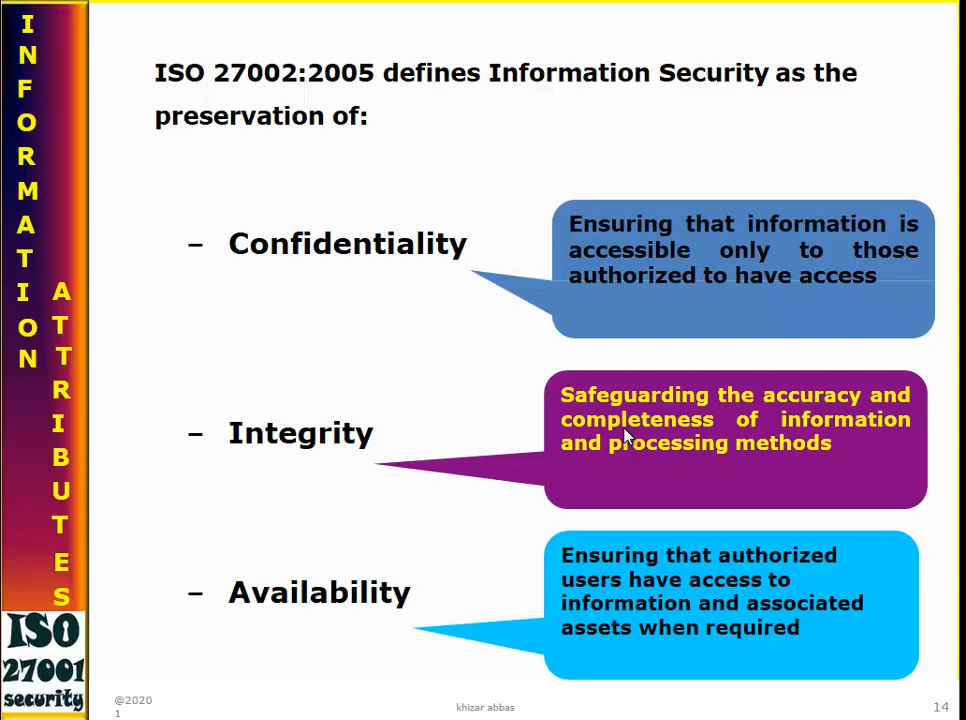 INFORMATION
ATTRIBUTES
ISO 27002:2005 defines Information Security as the
preservation of:
– Confidentiality
Ensuring that information is
accessible only to those
authorized to have access
– Integrity
Safeguarding the accuracy and
completeness of information
and processing methods
– Availability
Ensuring that authorized
users have access to
information and associated
assets when required
ISO
27001
security
@2020
1
khizar abbas
14